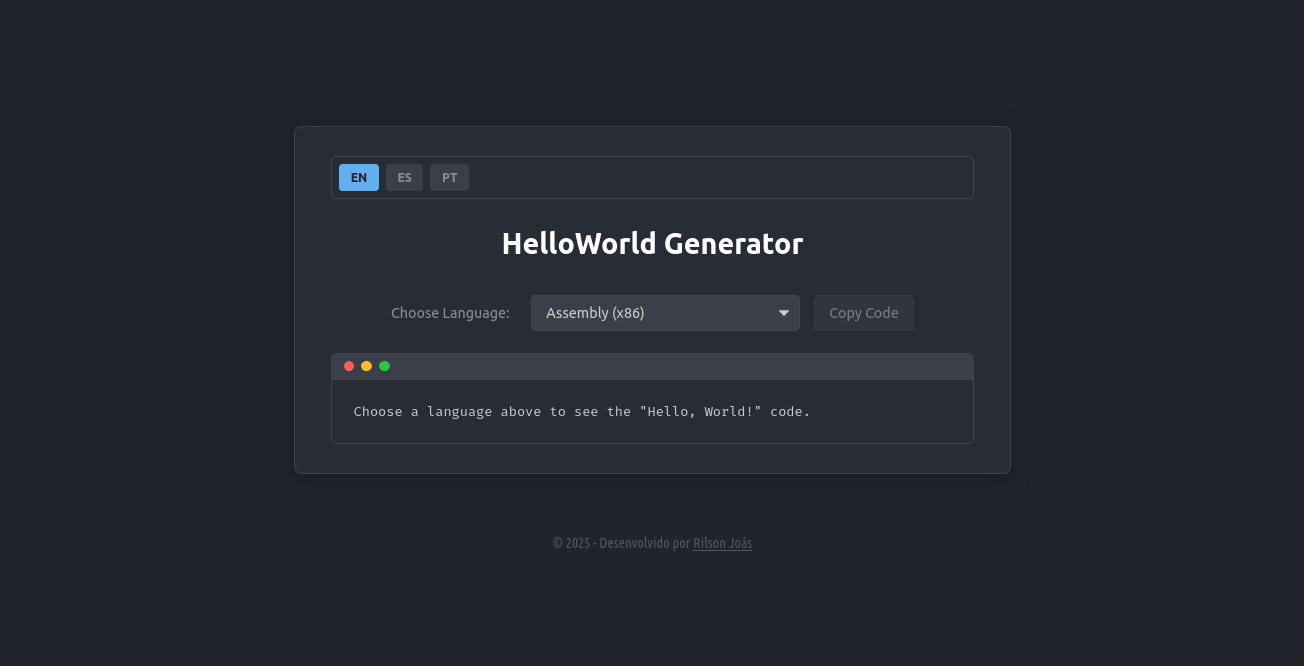 EN ES PT
HelloWorld Generator
Choose Language: Assembly (x86) Copy Code
Choose a language above to see the "Hello, World!" code.
© 2025 - Desenvolvido por Rilson Joás